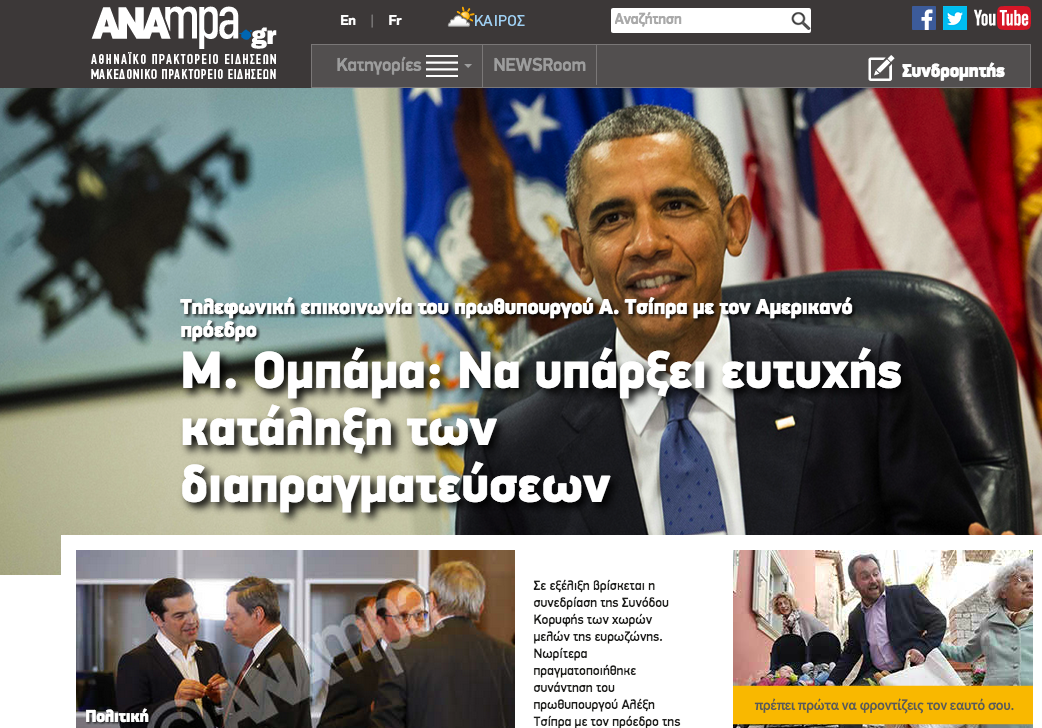 ANAmpa.gr
ΑΘΗΝΑΪΚΟ ΠΡΑΚΤΟΡΕΙΟ ΕΙΔΗΣΕΩΝ
ΜΑΚΕΔΟΝΙΚΟ ΠΡΑΚΤΟΡΕΙΟ ΕΙΔΗΣΕΩΝ
En | Fr
ΚΑΙΡΟΣ
Αναζήτηση
f
You Tube
Κατηγορίες
NEWSRoom
Συνδρομητής
Τηλεφωνική επικοινωνία του πρωθυπουργού Α. Τσίπρα με τον Αμερικανό
πρόεδρο
Μ. Ομπάμα: Να υπάρξει ευτυχής
κατάληξη των
διαπραγματεύσεων
©ANAmpa
Πολιτική
Σε εξέλιξη βρίσκεται η
συνεδρίαση της Συνόδου
Κορυφής των χωρών
μελών της ευρωζώνης.
Νωρίτερα
πραγματοποιήθηκε
συνάντηση του
πρωθυπουργού Αλέξη
Τσίπρα με τον πρόεδρο της
πρέπει πρώτα να φροντίζεις τον εαυτό σου.